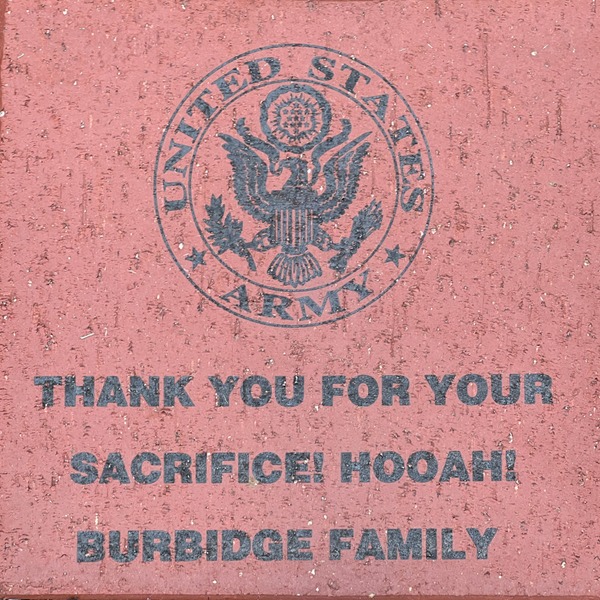 UNITED STATES
ARMY
THANK YOU FOR YOUR
SACRIFICE! HOOAH!
BURBIDGE FAMILY